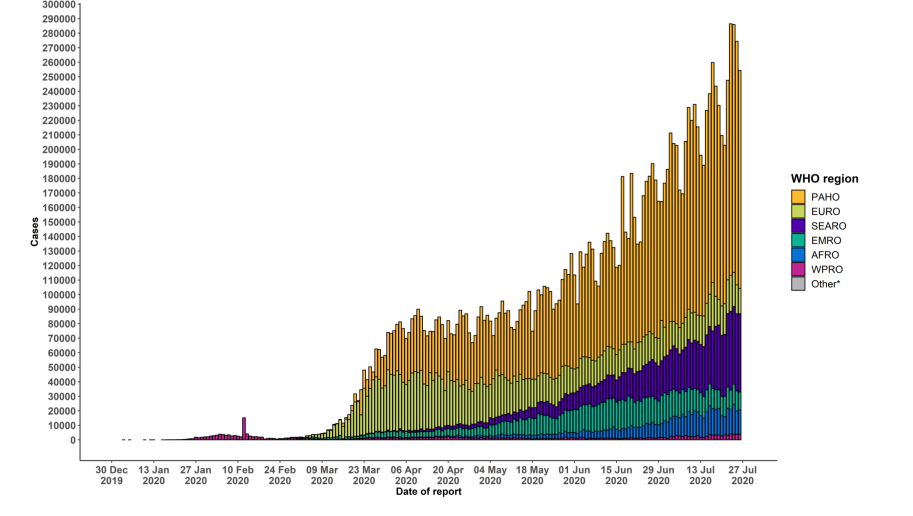 300000
290000
280000
270000
260000
250000
240000
230000
220000
210000
200000
190000
180000
170000
160000
150000
140000
130000
120000
110000
100000
90000
80000
70000
60000
50000
40000
30000
20000
10000
0
Cases
30 Dec 13 Jan 27 Jan 10 Feb 24 Feb 09 Mar 23 Mar 06 Apr 20 Apr 04 May 18 May 01 Jun 15 Jun 29 Jun 13 Jul 27 Jul
2019 2020 2020 2020 2020 2020 2020 2020 2020 2020 2020 2020 2020 2020 2020 2020
Date of report
WHO region
PAHO
EURO
SEARO
EMRO
AFRO
WPRO
Other*